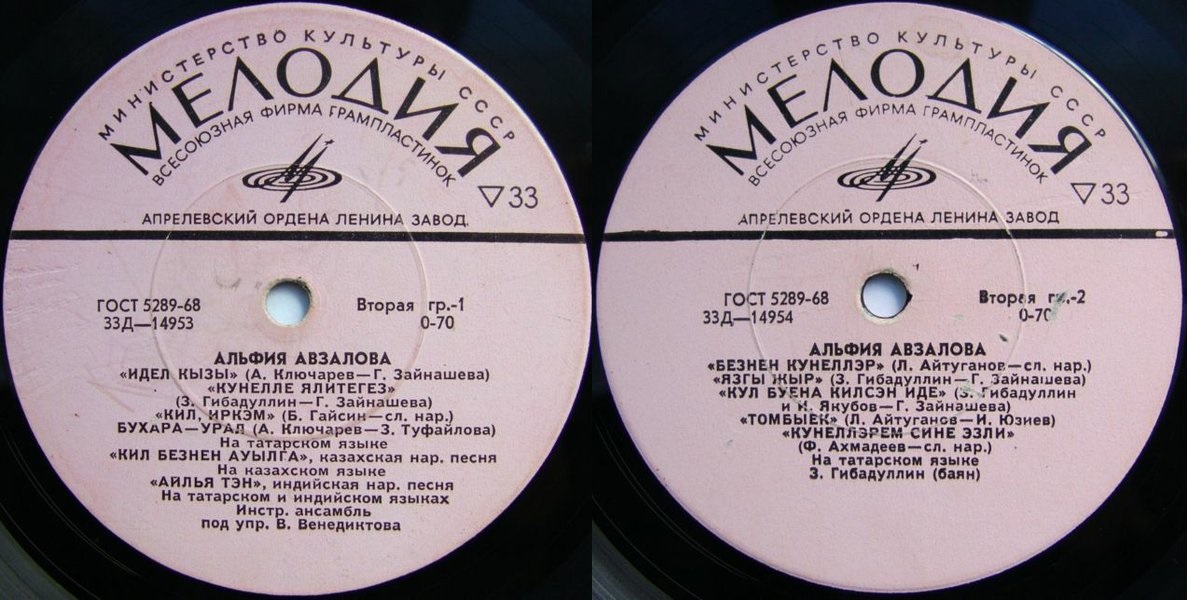 МИНИСТЕРСТВО КУЛЬТУРЫ СССР
МЕЛОДИЯ
ВСЕСОЮЗНАЯ ФИРМА ГРАМПЛАСТИНОК
▽33
АПРЕЛЕВСКИЙ ОРДЕНА ЛЕНИНА ЗАВОД.
ГОСТ 5289-68
33Д—14953
Вторая гр.-1
0-70
АЛЬФИЯ АВЗАЛОВА
«ИДЕЛ КЫЗЫ» (А. Ключарев—Г. Зайнашева)
«КУНЕЛЛЕ ЯЛИТЕГЕЗ»
(З. Гибадуллин—Г. Зайнашева)
«КИЛ, ИРКЭМ» (Б. Гайсин—сл. нар.)
БУХАРА—УРАЛ (А. Ключарев—З. Туфайлова)
На татарском языке
«КИЛ БЕЗНЕН АУЫЛГА», казахская нар. песня
На казахском языке
«АЙЛЬЯ ТЭН», индийская нар. песня
На татарском и индийском языках
Инстр. ансамбль
под упр. В. Венедиктова
МИНИСТЕРСТВО КУЛЬТУРЫ СССР
МЕЛОДИЯ
ВСЕСОЮЗНАЯ ФИРМА ГРАМПЛАСТИНОК
▽33
АПРЕЛЕВСКИЙ ОРДЕНА ЛЕНИНА ЗАВОД
ГОСТ 5289-68
33Д—14954
Вторая гр.-2
0-70
АЛЬФИЯ АВЗАЛОВА
«БЕЗНЕН КУНЕЛЛЭР» (Л. Айтуганов—сл. нар.)
«ЯЗГЫ ЖЫР» (З. Гибадуллин—Г. Зайнашева)
«КУЛ БУЕНА КИЛСЭН ИДЕ» (З. Гибадуллин
и И. Якубов—Г. Зайнашева)
«ТОМБЫЕК» (Л. Айтуганов—И. Юзиев)
«КУНЕЛЛЭРЕМ СИНЕ ЭЗЛИ»
(Ф. Ахмадеев—сл. нар.)
На татарском языке
З. Гибадуллин (баян)